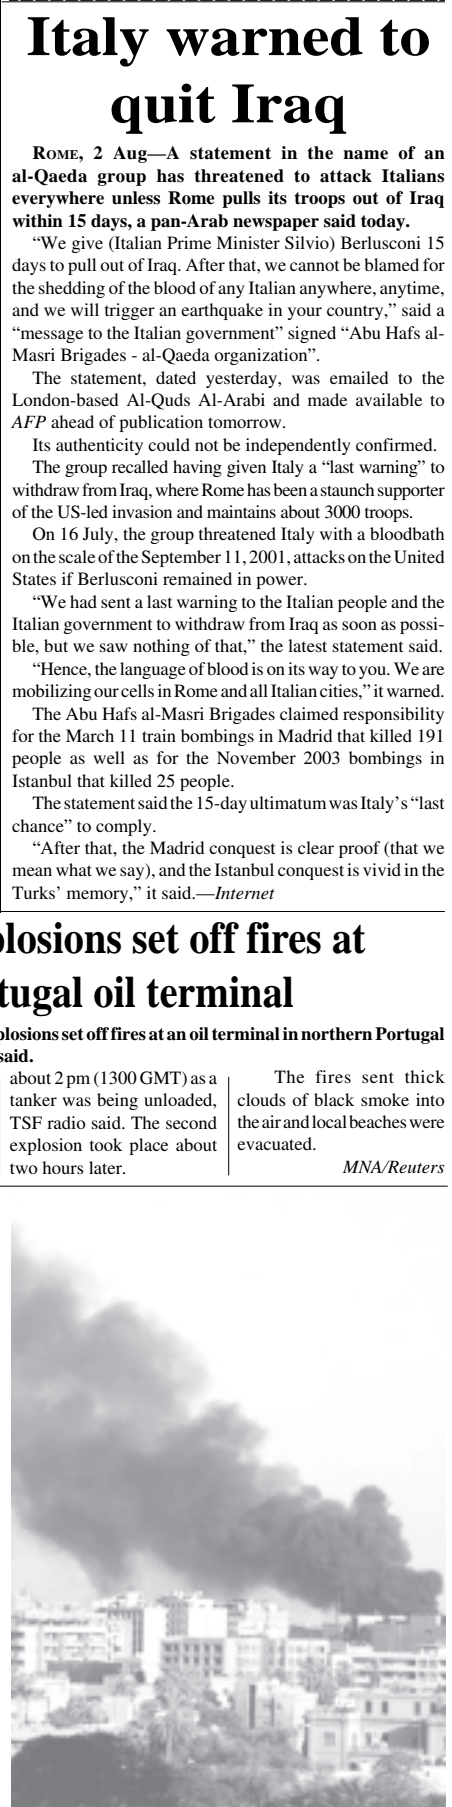 Italy warned to
quit Iraq
ROME, 2 Aug—A statement in the name of an
al-Qaeda group has threatened to attack Italians
everywhere unless Rome pulls its troops out of Iraq
within 15 days, a pan-Arab newspaper said today.
“We give (Italian Prime Minister Silvio) Berlusconi 15
days to pull out of Iraq. After that, we cannot be blamed for
the shedding of the blood of any Italian anywhere, anytime,
and we will trigger an earthquake in your country,” said a
“message to the Italian government” signed “Abu Hafs al-
Masri Brigades - al-Qaeda organization”.
The statement, dated yesterday, was emailed to the
London-based Al-Quds Al-Arabi and made available to
AFP ahead of publication tomorrow.
Its authenticity could not be independently confirmed.
The group recalled having given Italy a “last warning” to
withdraw from Iraq, where Rome has been a staunch supporter
of the US-led invasion and maintains about 3000 troops.
On 16 July, the group threatened Italy with a bloodbath
on the scale of the September 11, 2001, attacks on the United
States if Berlusconi remained in power.
“We had sent a last warning to the Italian people and the
Italian government to withdraw from Iraq as soon as possi-
ble, but we saw nothing of that,” the latest statement said.
“Hence, the language of blood is on its way to you. We are
mobilizing our cells in Rome and all Italian cities,” it warned.
The Abu Hafs al-Masri Brigades claimed responsibility
for the March 11 train bombings in Madrid that killed 191
people as well as for the November 2003 bombings in
Istanbul that killed 25 people.
The statement said the 15-day ultimatum was Italy’s “last
chance” to comply.
“After that, the Madrid conquest is clear proof (that we
mean what we say), and the Istanbul conquest is vivid in the
Turks’ memory,” it said.—Internet
plosions set off fires at
tugal oil terminal
plosions set off fires at an oil terminal in northern Portugal
said.
about 2 pm (1300 GMT) as a
tanker was being unloaded,
TSF radio said. The second
explosion took place about
two hours later.
The fires sent thick
clouds of black smoke into
the air and local beaches were
evacuated.
MNA/Reuters